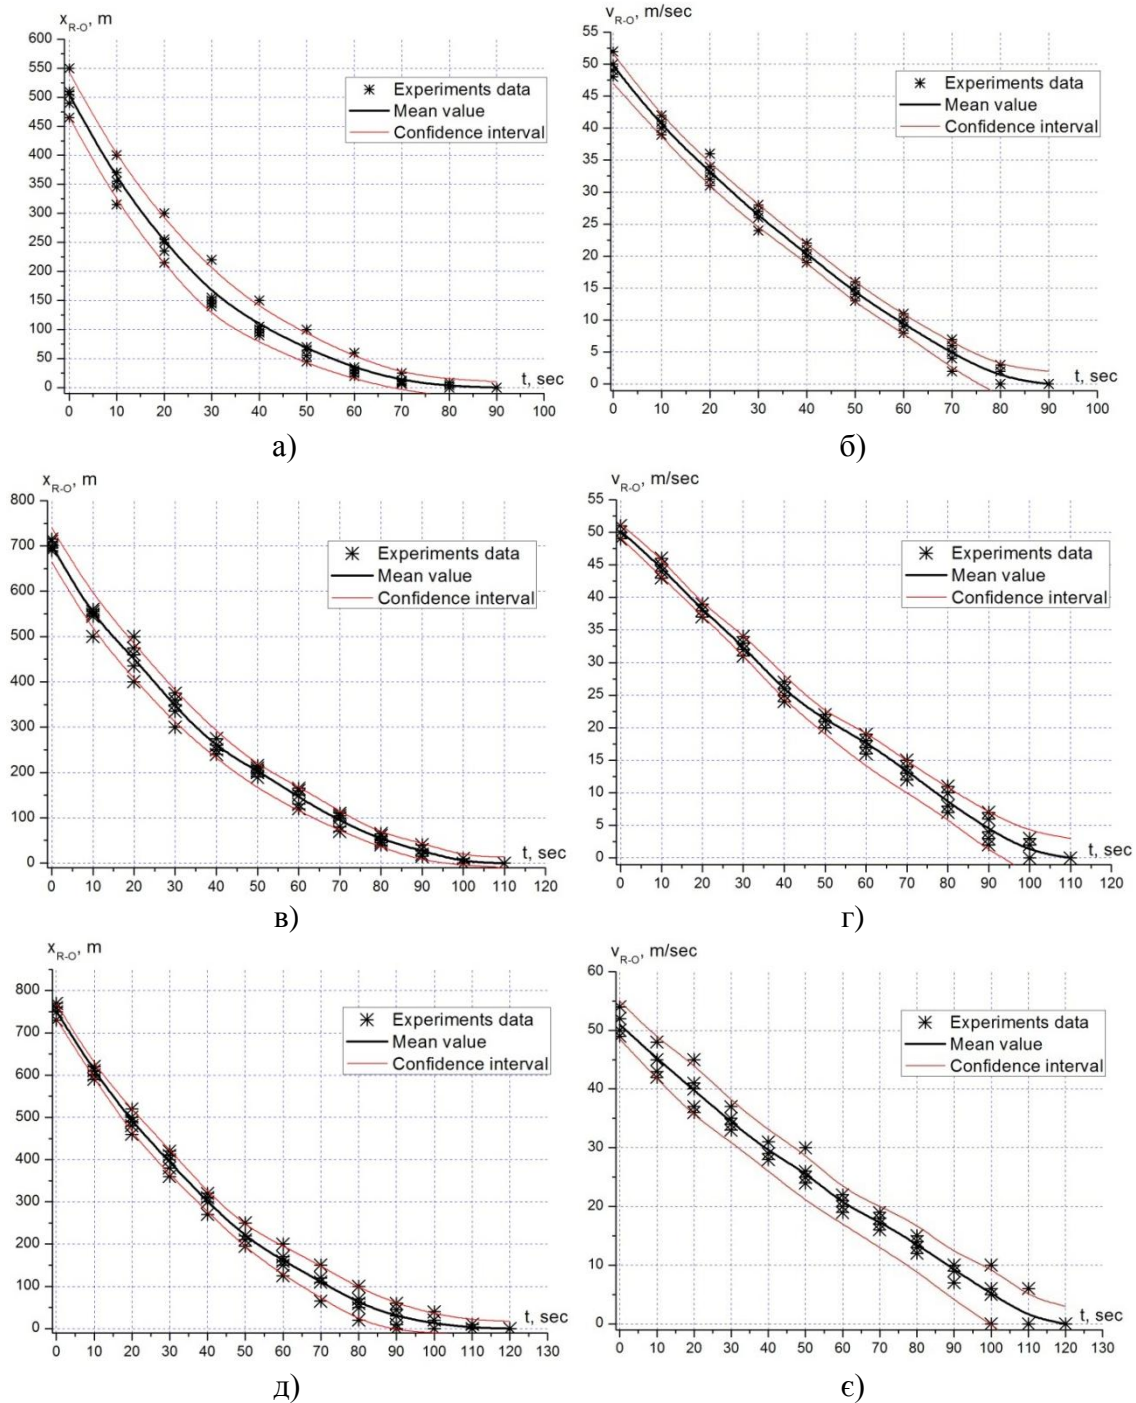 x_R-O, m
600
550
500
450
400
350
300
250
200
150
100
50
0
Experiments data
Mean value
Confidence interval
t, sec
0 10 20 30 40 50 60 70 80 90 100
а)
v_R-O, m/sec
55
50
45
40
35
30
25
20
15
10
5
0
Experiments data
Mean value
Confidence interval
t, sec
0 10 20 30 40 50 60 70 80 90 100
б)
x_R-O, m
800
700
600
500
400
300
200
100
0
Experiments data
Mean value
Confidence interval
t, sec
0 10 20 30 40 50 60 70 80 90 100 110 120
в)
v_R-O, m/sec
55
50
45
40
35
30
25
20
15
10
5
0
Experiments data
Mean value
Confidence interval
t, sec
0 10 20 30 40 50 60 70 80 90 100 110 120
г)
x_R-O, m
800
700
600
500
400
300
200
100
0
Experiments data
Mean value
Confidence interval
t, sec
0 10 20 30 40 50 60 70 80 90 100 110 120 130
д)
v_R-O, m/sec
60
50
40
30
20
10
0
Experiments data
Mean value
Confidence interval
t, sec
0 10 20 30 40 50 60 70 80 90 100 110 120 130
є)